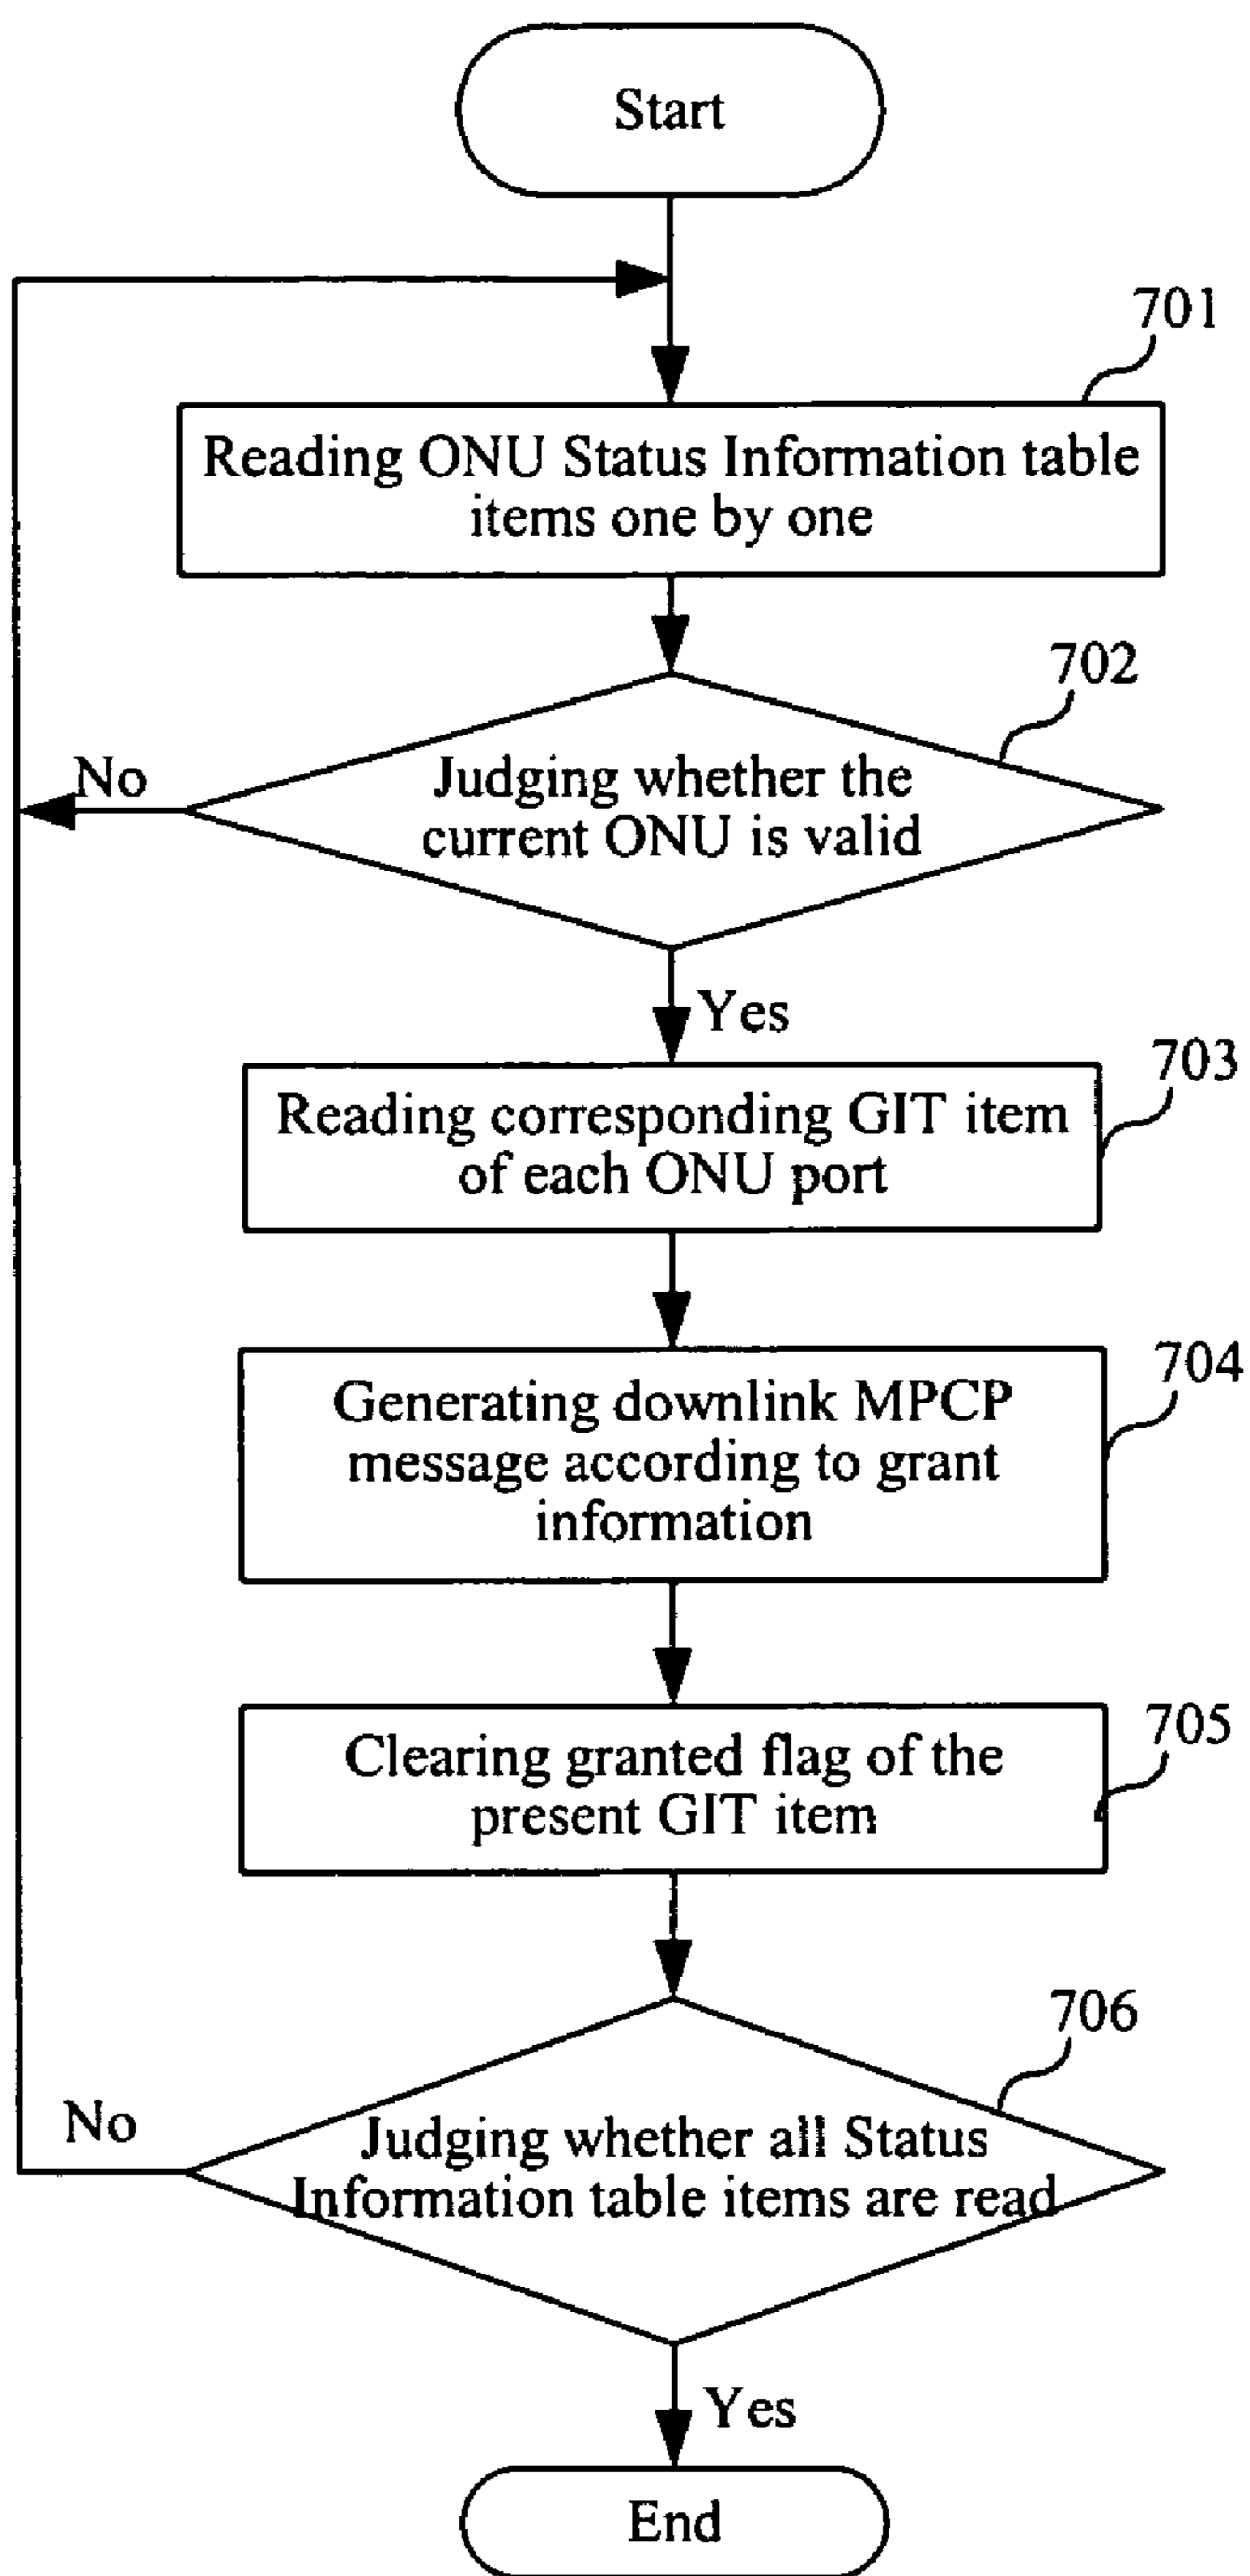 Start
701
Reading ONU Status Information table
items one by one
702
No
Judging whether the
current ONU is valid
Yes
703
Reading corresponding GIT item
of each ONU port
704
Generating downlink MPCP
message according to grant
information
705
Clearing granted flag of the
present GIT item
706
No
Judging whether all Status
Information table items are read
Yes
End